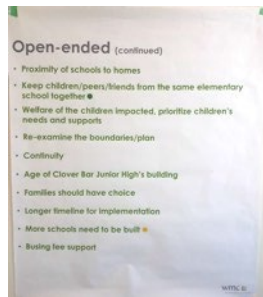 Open-ended (continued)
• Proximity of schools to homes
• Keep children/peers/friends from the same elementary
school together
• Welfare of the children impacted, prioritize children's
needs and supports
• Re-examine the boundaries/plan
• Continuity
• Age of Clover Bar Junior High's building
• Families should have choice
• Longer timeline for implementation
• More schools need to be built
• Busing fee support